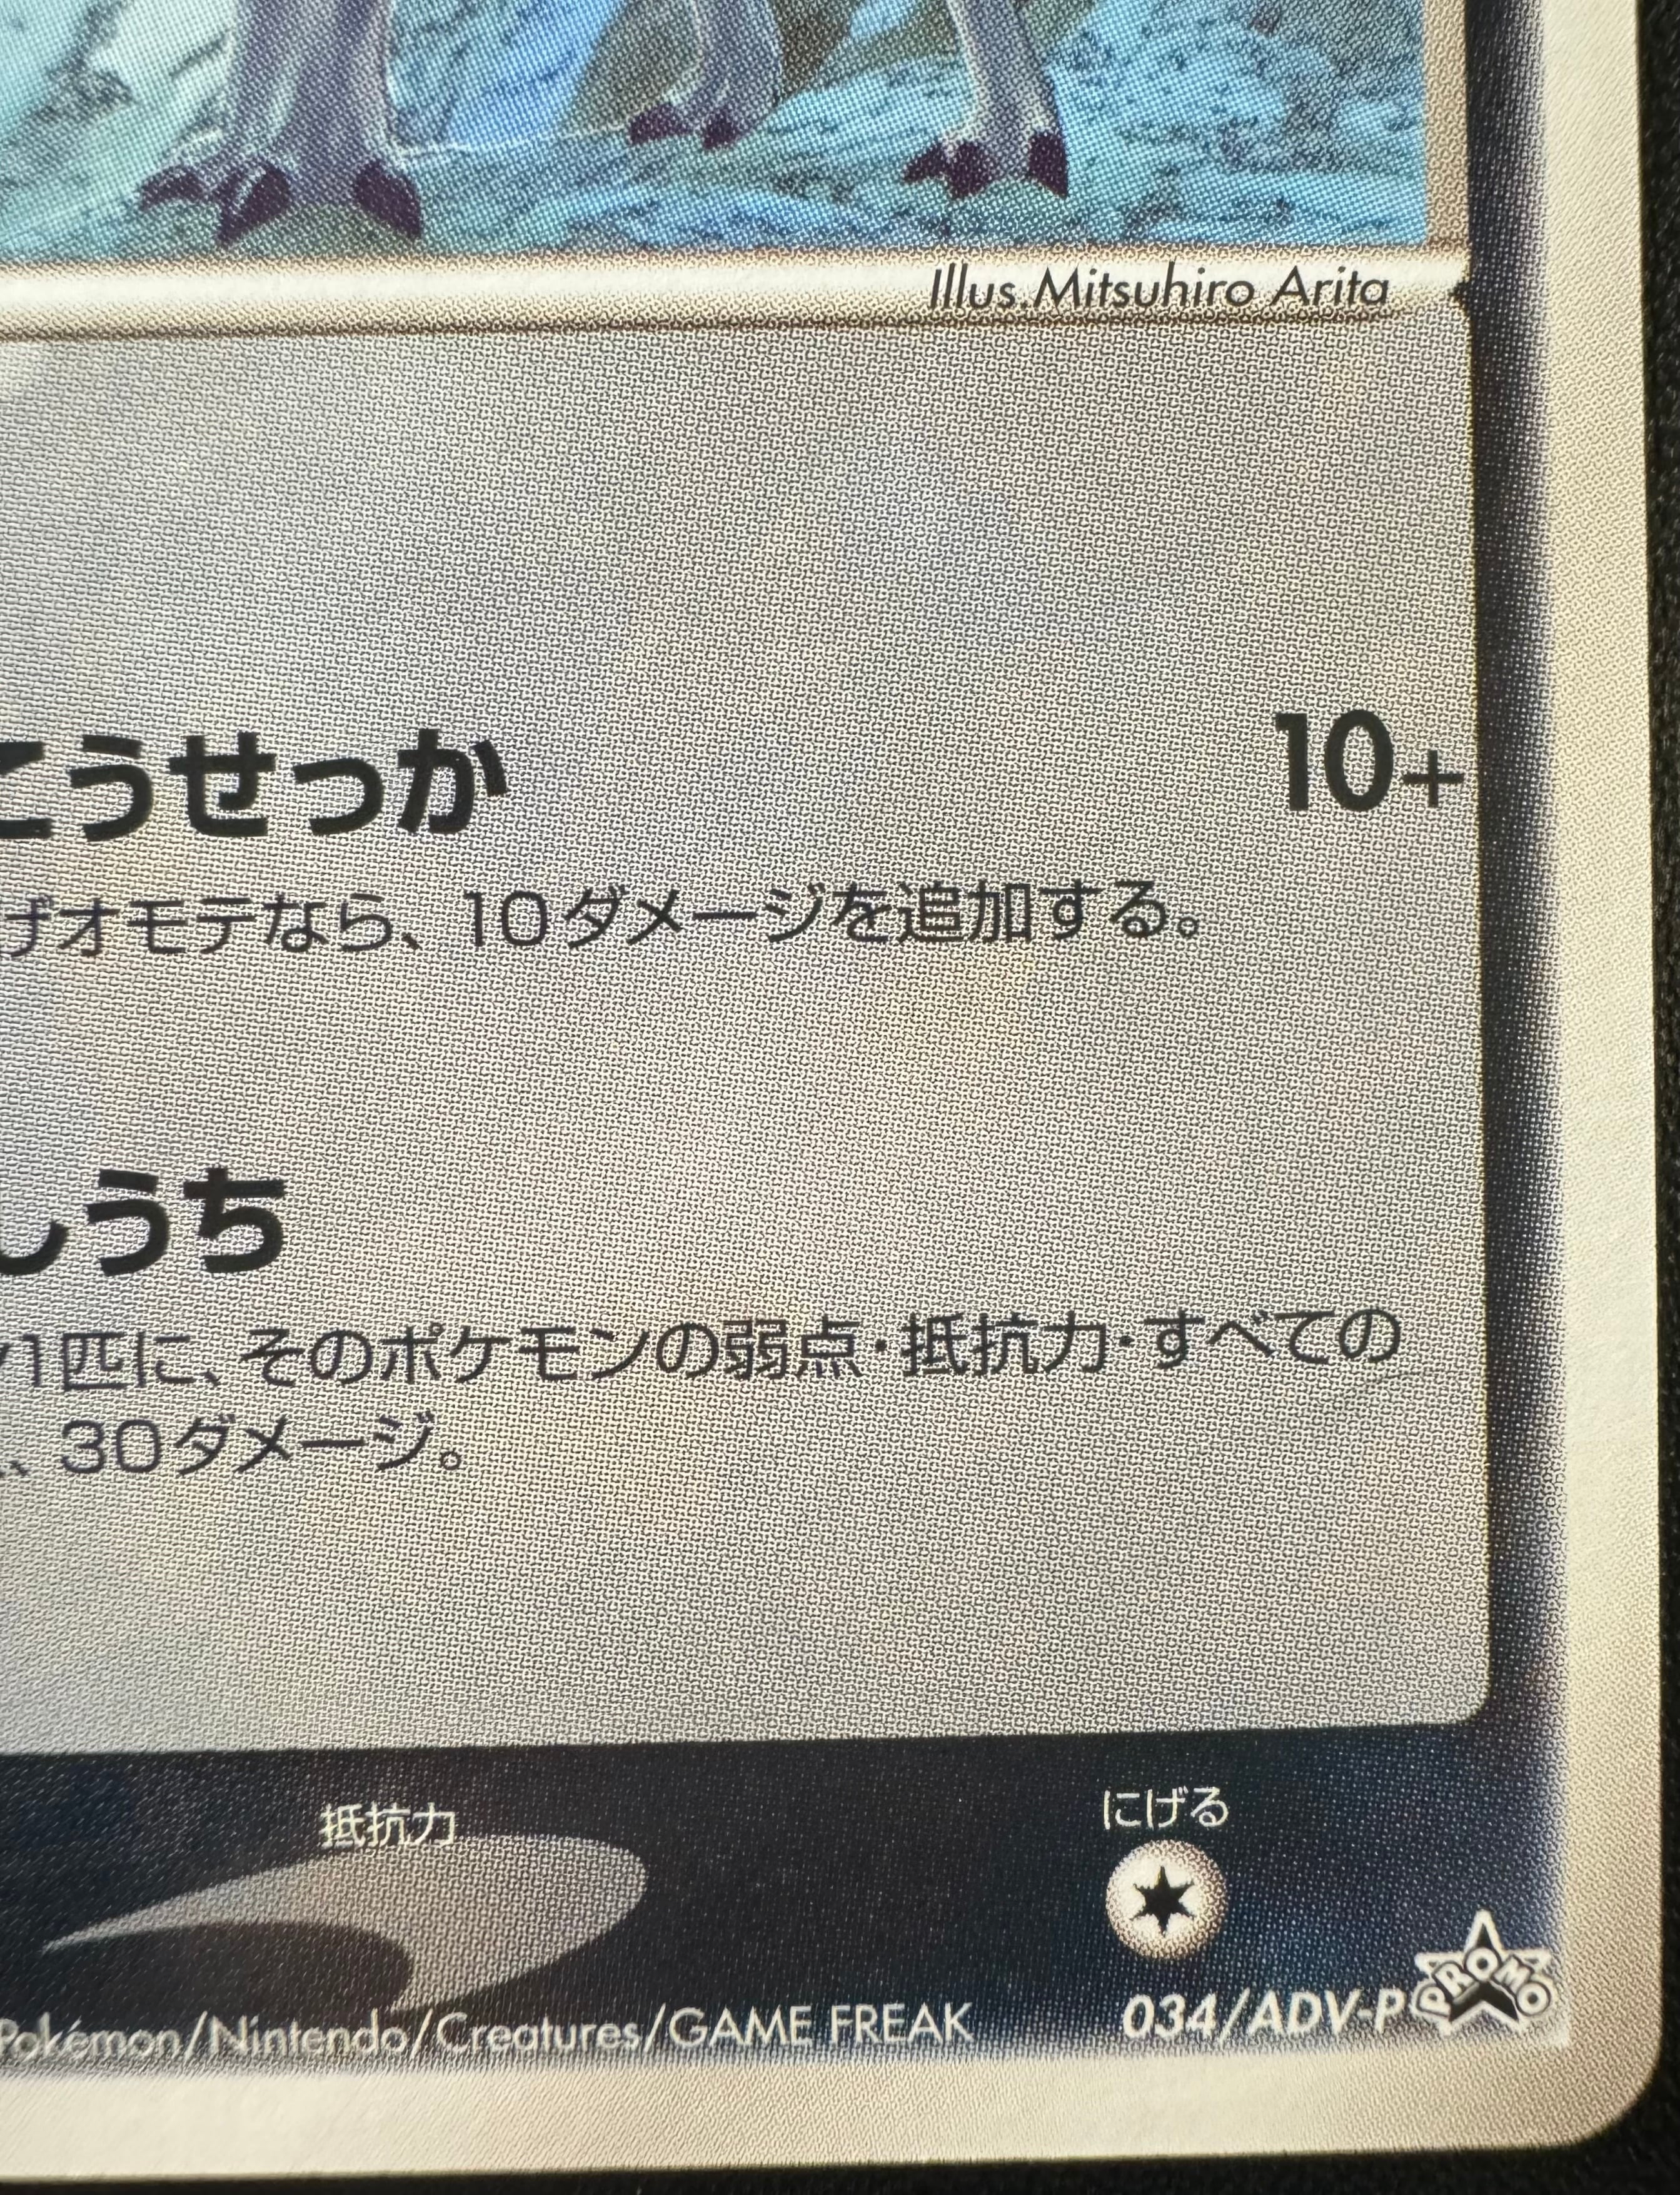 Illus.Mitsuhiro Arita
こうせっか 10+
ざオモテなら、10ダメージを追加する。
しうち
1匹に、そのポケモンの弱点・抵抗力・すべての
、30ダメージ。
抵抗力
にげる
Pokémon/Nintendo/Creatures/GAME FREAK 034/ADV-P PROMO